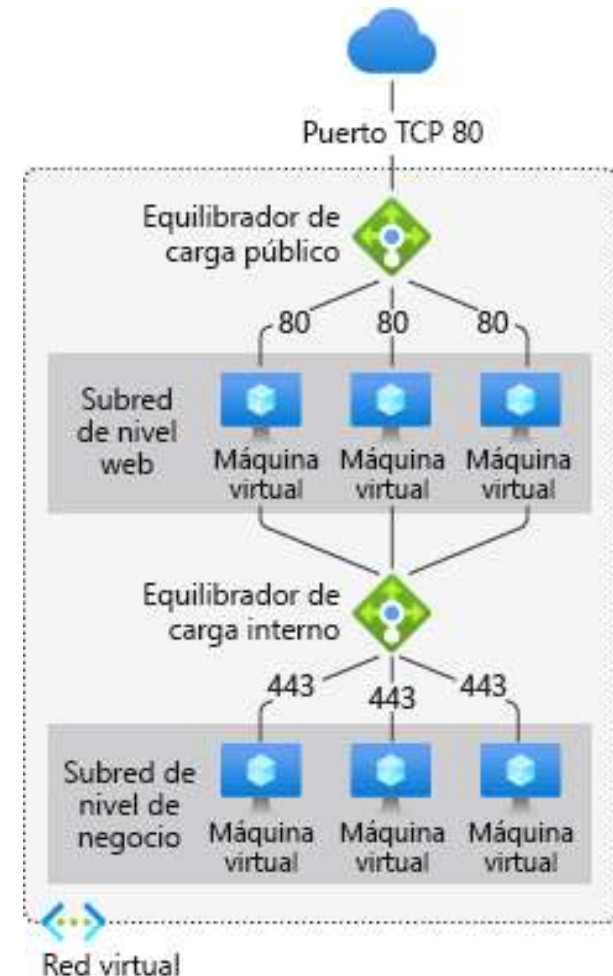 Puerto TCP 80
Equilibrador de
carga público
80 80 80
Subred
de nivel
web
Máquina Máquina Máquina
virtual virtual virtual
Equilibrador de
carga interno
443 443 443
Subred de
nivel de
negocio
Máquina Máquina Máquina
virtual virtual virtual
Red virtual